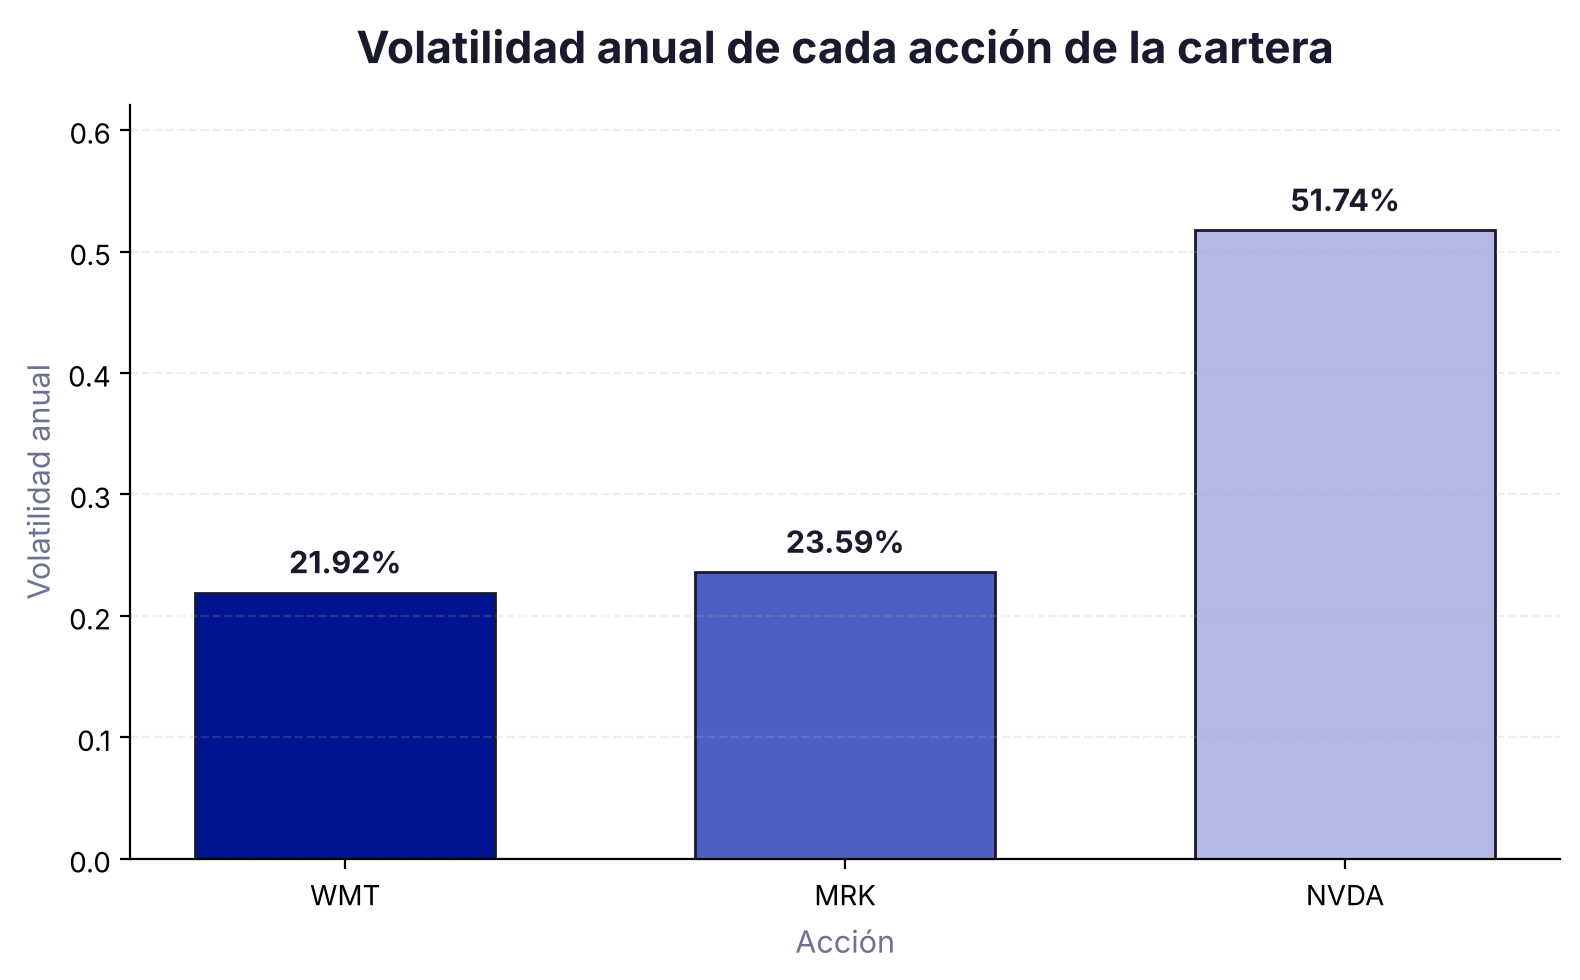 Volatilidad anual de cada acción de la cartera
Volatilidad anual
0.6
0.5
0.4
0.3
0.2
0.1
0.0
21.92%
23.59%
51.74%
WMT
MRK
NVDA
Acción